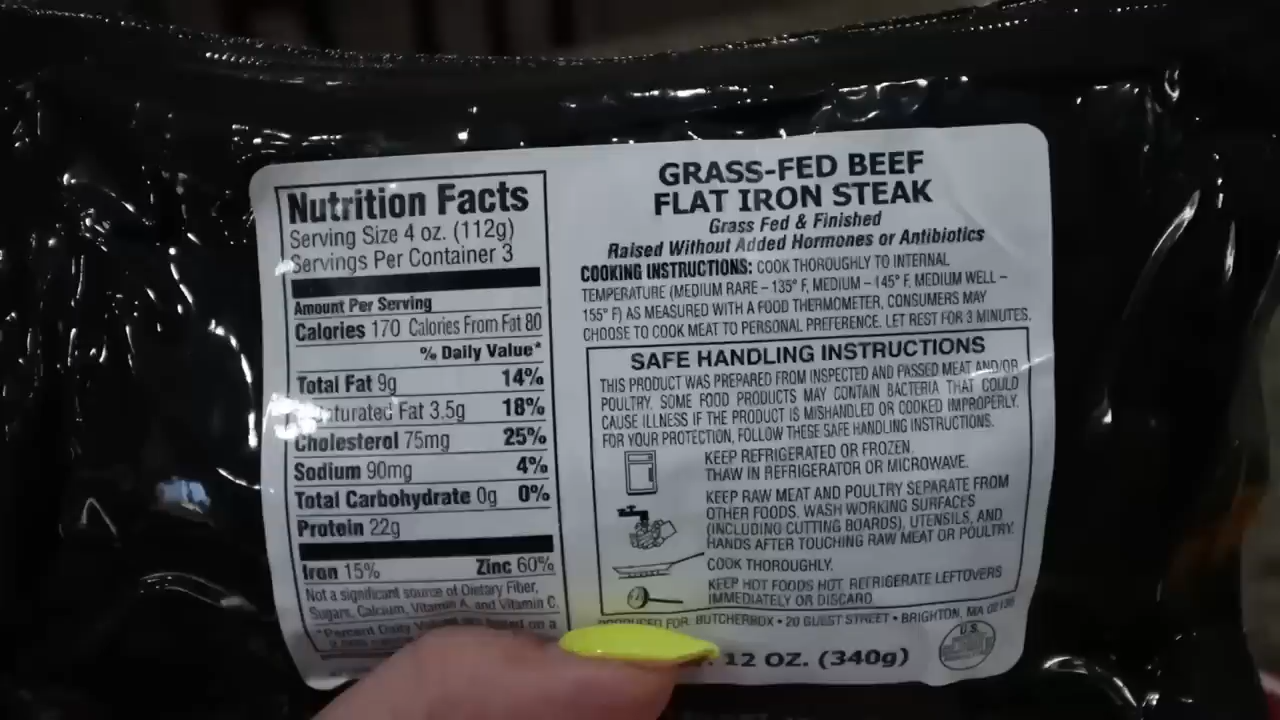 Nutrition Facts
Serving Size 4 oz. (112g)
Servings Per Container 3
Amount Per Serving
Calories 170 Calories From Fat 80
% Daily Value*
Total Fat 9g 14%
Saturated Fat 3.5g 18%
Cholesterol 75mg 25%
Sodium 90mg 4%
Total Carbohydrate 0g 0%
Protein 22g
Iron 15% Zinc 60%
Not a significant source of Dietary Fiber,
Sugars, Calcium, Vitamin A, and Vitamin C.
*Percent Daily based on a
GRASS-FED BEEF
FLAT IRON STEAK
Grass Fed & Finished
Raised Without Added Hormones or Antibiotics
COOKING INSTRUCTIONS: COOK THOROUGHLY TO INTERNAL
TEMPERATURE (MEDIUM RARE – 135° F, MEDIUM – 145° F, MEDIUM WELL –
155° F) AS MEASURED WITH A FOOD THERMOMETER, CONSUMERS MAY
CHOOSE TO COOK MEAT TO PERSONAL PREFERENCE. LET REST FOR 3 MINUTES.
SAFE HANDLING INSTRUCTIONS
THIS PRODUCT WAS PREPARED FROM INSPECTED AND PASSED MEAT AND/OR
POULTRY. SOME FOOD PRODUCTS MAY CONTAIN BACTERIA THAT COULD
CAUSE ILLNESS IF THE PRODUCT IS MISHANDLED OR COOKED IMPROPERLY.
FOR YOUR PROTECTION, FOLLOW THESE SAFE HANDLING INSTRUCTIONS.
KEEP REFRIGERATED OR FROZEN.
THAW IN REFRIGERATOR OR MICROWAVE.
KEEP RAW MEAT AND POULTRY SEPARATE FROM
OTHER FOODS. WASH WORKING SURFACES
(INCLUDING CUTTING BOARDS), UTENSILS, AND
HANDS AFTER TOUCHING RAW MEAT OR POULTRY.
COOK THOROUGHLY.
KEEP HOT FOODS HOT. REFRIGERATE LEFTOVERS
IMMEDIATELY OR DISCARD.
PRODUCED FOR: BUTCHERBOX • 20 GUEST STREET • BRIGHTON, MA 02135
12 OZ. (340g)
U.S.